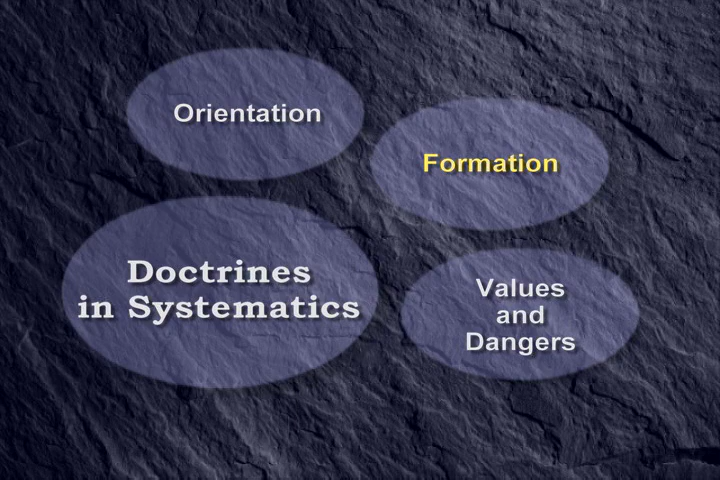 Orientation
Formation
Doctrines
in Systematics
Values
and
Dangers